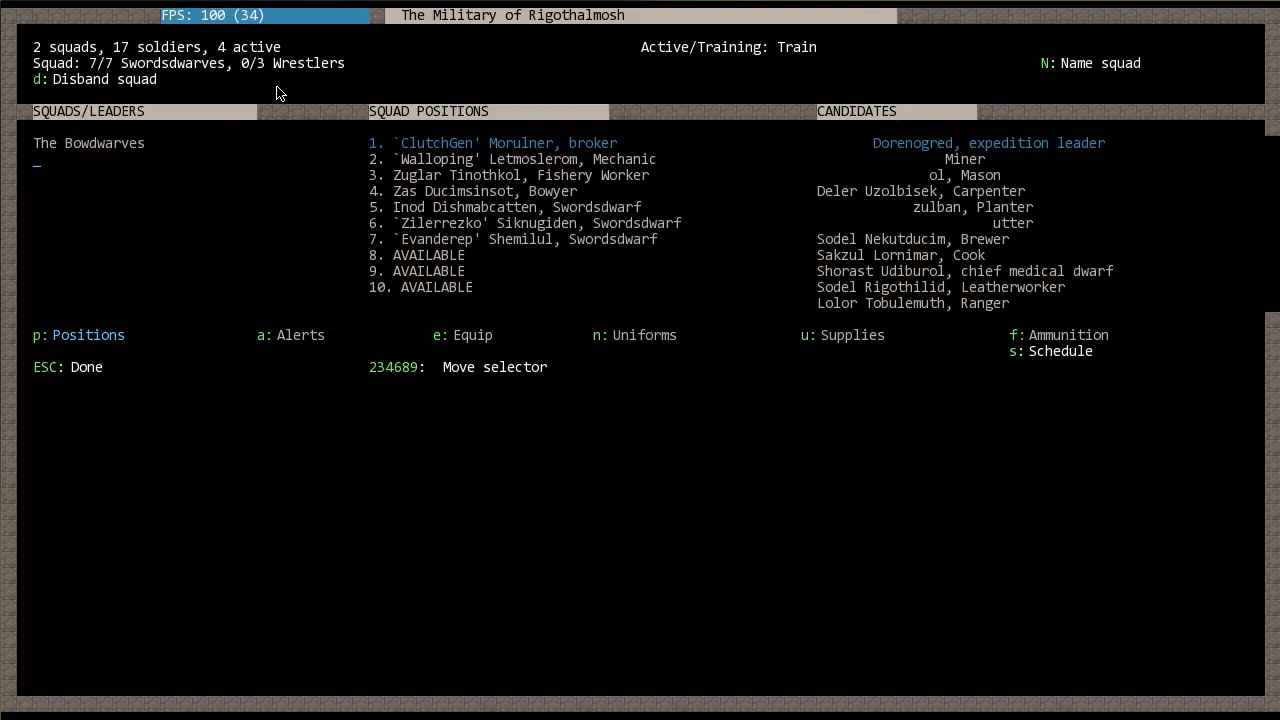 FPS: 100 (34) The Military of Rigothalmosh
2 squads, 17 soldiers, 4 active Active/Training: Train
Squad: 7/7 Swordsdwarves, 0/3 Wrestlers N: Name squad
d: Disband squad
SQUADS/LEADERS SQUAD POSITIONS CANDIDATES
The Bowdwarves 1. `ClutchGen' Morulner, broker Dorenogred, expedition leader
_ 2. `Walloping' Letmoslerom, Mechanic Miner
3. Zuglar Tinothkol, Fishery Worker ol, Mason
4. Zas Ducimsinsot, Bowyer Deler Uzolbisek, Carpenter
5. Inod Dishmabcatten, Swordsdwarf zulban, Planter
6. `Zilerrezko' Siknugiden, Swordsdwarf utter
7. `Evanderep' Shemilul, Swordsdwarf Sodel Nekutducim, Brewer
8. AVAILABLE Sakzul Lornimar, Cook
9. AVAILABLE Shorast Udiburol, chief medical dwarf
10. AVAILABLE Sodel Rigothilid, Leatherworker
Lolor Tobulemuth, Ranger
p: Positions a: Alerts e: Equip n: Uniforms u: Supplies f: Ammunition
s: Schedule
ESC: Done 234689: Move selector